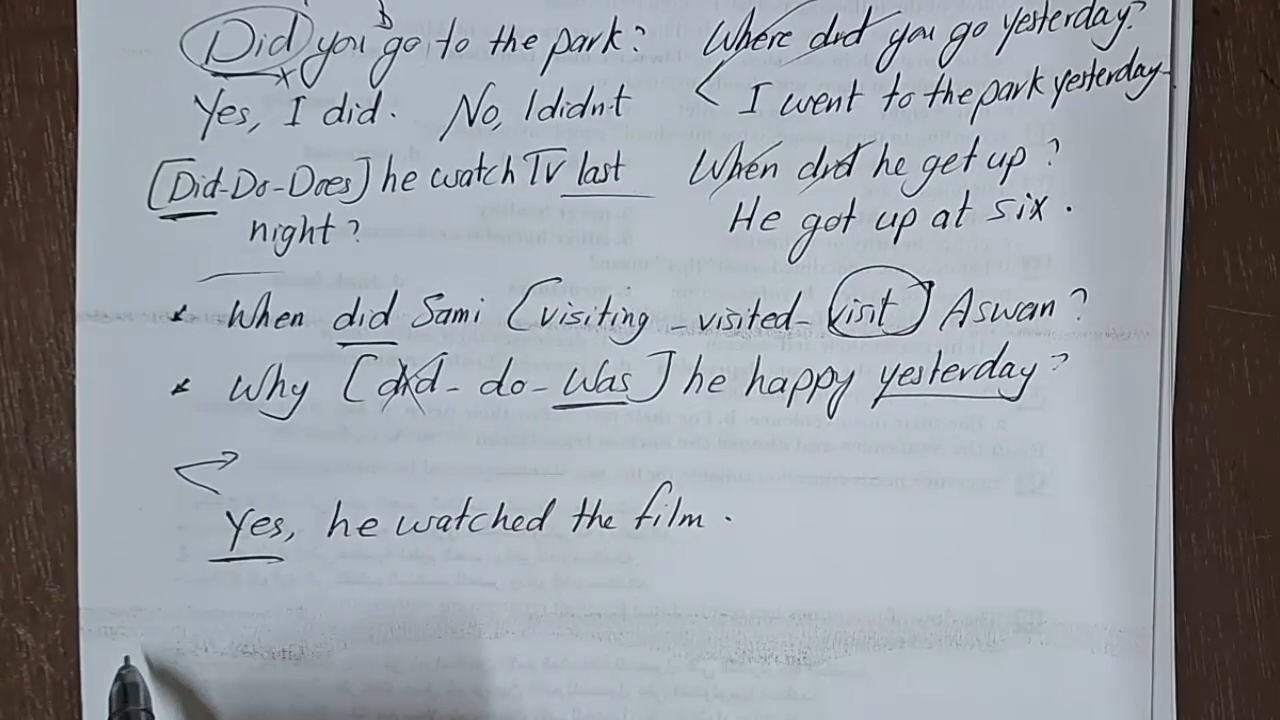 Did you go to the park?
Yes, I did. No, I didn't
[Did-Do-Does] he watch TV last
night?
Where did you go yesterday?
I went to the park yesterday.
When did he get up?
He got up at six.
When did Sami [visiting - visited - visit] Aswan?
Why [did - do - was] he happy yesterday?
Yes, he watched the film.